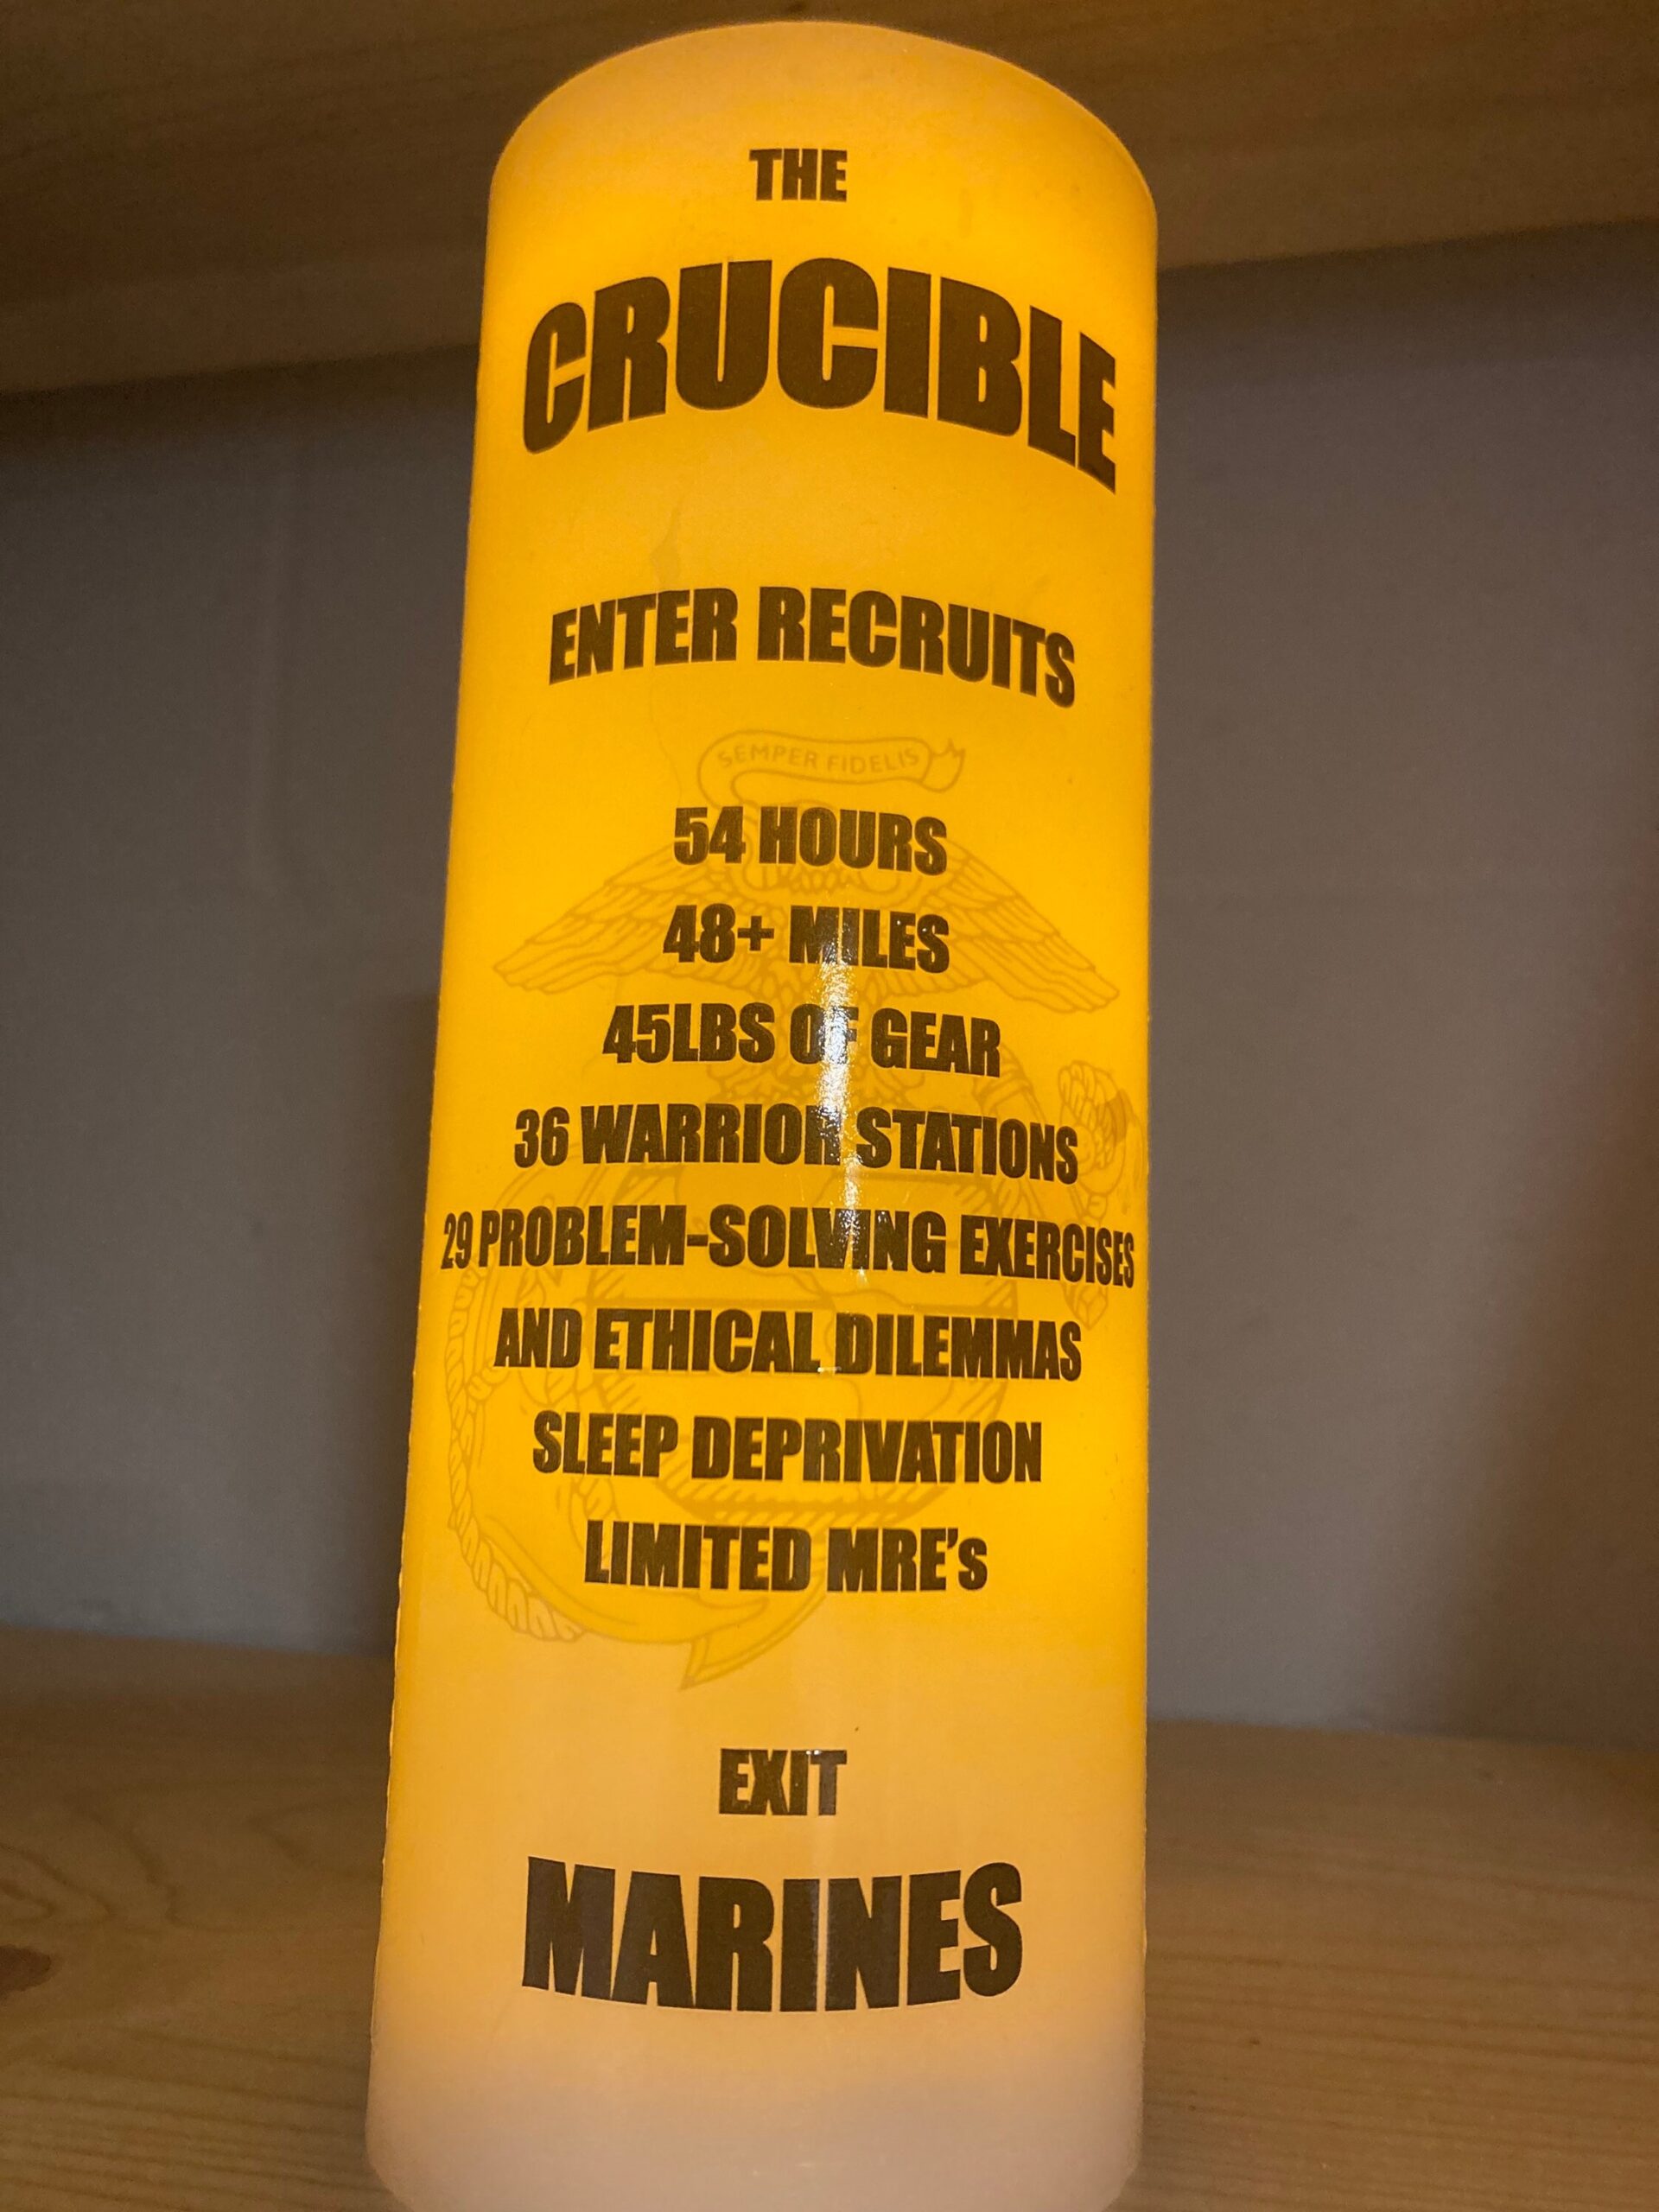 THE
CRUCIBLE
ENTER RECRUITS
SEMPER FIDELIS
54 HOURS
48+ MILES
45LBS OF GEAR
36 WARRIOR STATIONS
29 PROBLEM-SOLVING EXERCISES
AND ETHICAL DILEMMAS
SLEEP DEPRIVATION
LIMITED MRE's
EXIT
MARINES